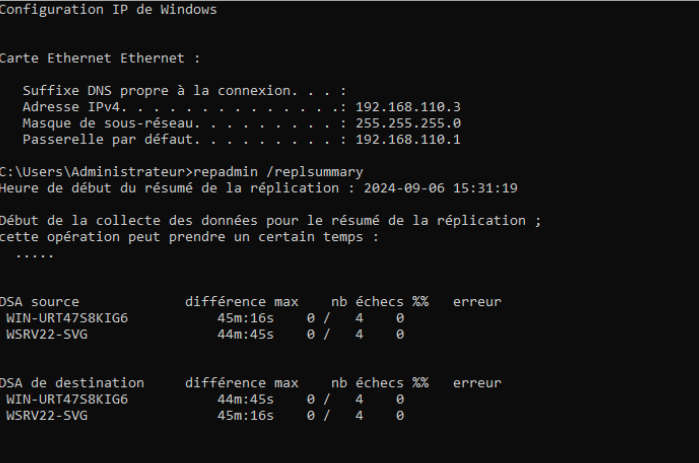 Configuration IP de Windows
Carte Ethernet Ethernet :
Suffixe DNS propre à la connexion. . . :
Adresse IPv4. . . . . . . . . . . . . .: 192.168.110.3
Masque de sous-réseau. . . . . . . . . : 255.255.255.0
Passerelle par défaut. . . . . . . . . : 192.168.110.1
C:\Users\Administrateur>repadmin /replsummary
Heure de début du résumé de la réplication : 2024-09-06 15:31:19
Début de la collecte des données pour le résumé de la réplication ;
cette opération peut prendre un certain temps :
.....
DSA source différence max nb échecs %% erreur
WIN-URT47S8KIG6 45m:16s 0 / 4 0
WSRV22-SVG 44m:45s 0 / 4 0
DSA de destination différence max nb échecs %% erreur
WIN-URT47S8KIG6 44m:45s 0 / 4 0
WSRV22-SVG 45m:16s 0 / 4 0